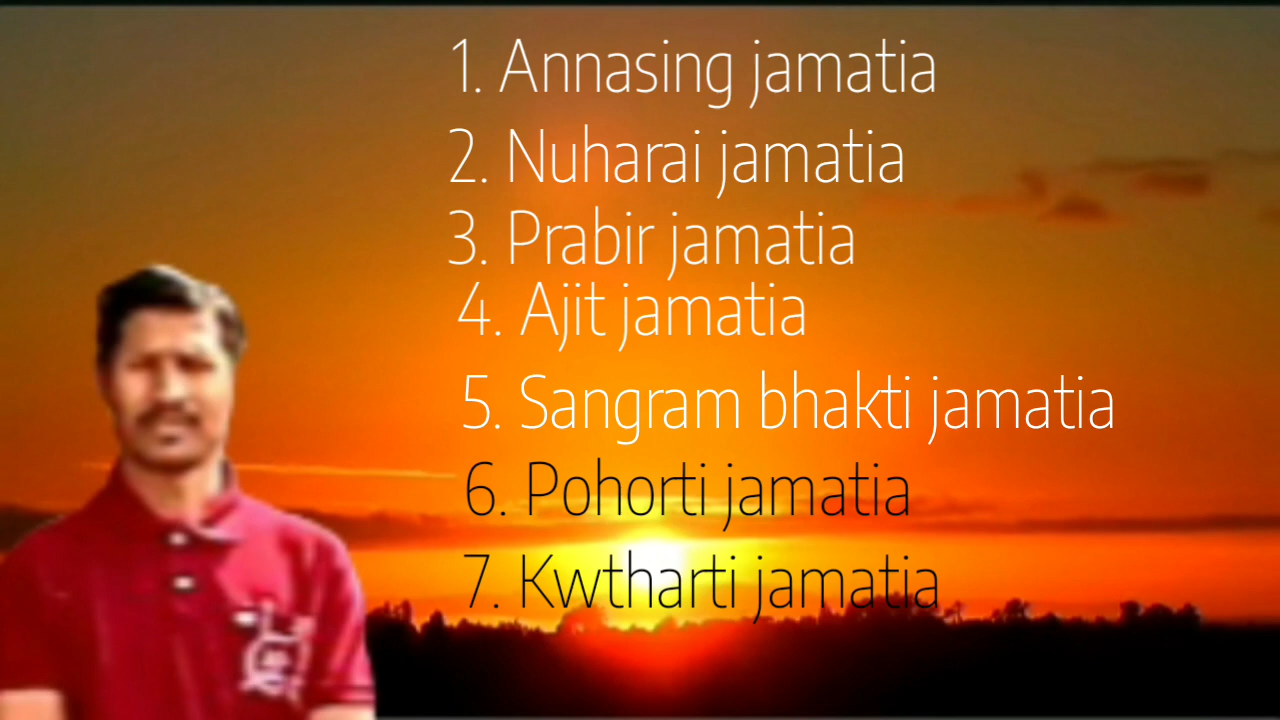 1. Annasing jamatia
2. Nuharai jamatia
3. Prabir jamatia
4. Ajit jamatia
5. Sangram bhakti jamatia
6. Pohorti jamatia
7. Kwtharti jamatia